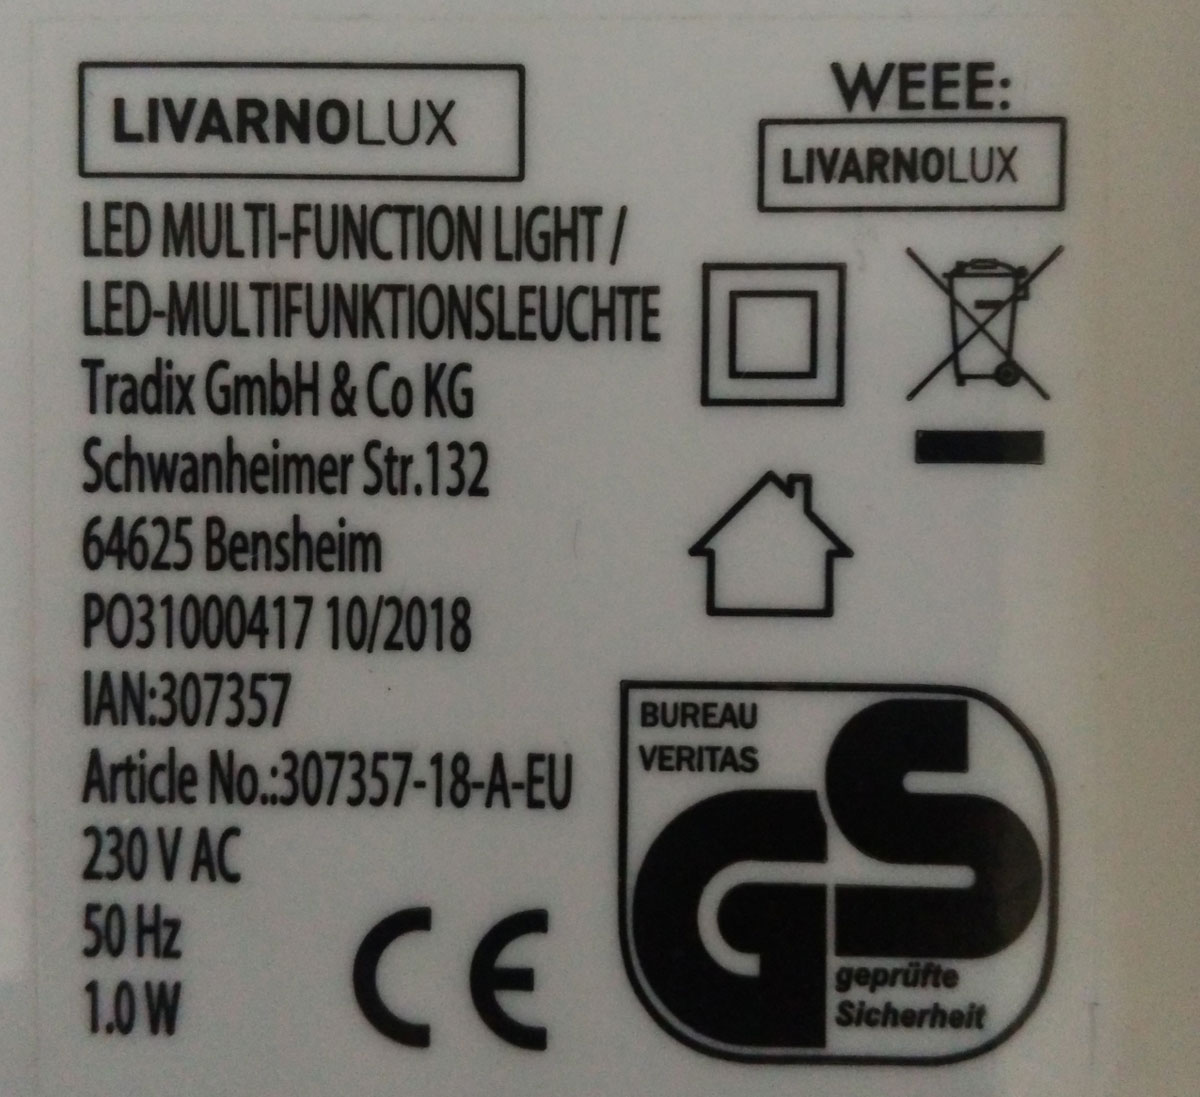 LIVARNOLUX
LED MULTI-FUNCTION LIGHT /
LED-MULTIFUNKTIONSLEUCHTE
Tradix GmbH & Co KG
Schwanheimer Str.132
64625 Bensheim
PO31000417 10/2018
IAN:307357
Article No.:307357-18-A-EU
230 V AC
50 Hz
1.0 W
CE
WEEE:
LIVARNOLUX
BUREAU
VERITAS
GS
geprüfte
Sicherheit